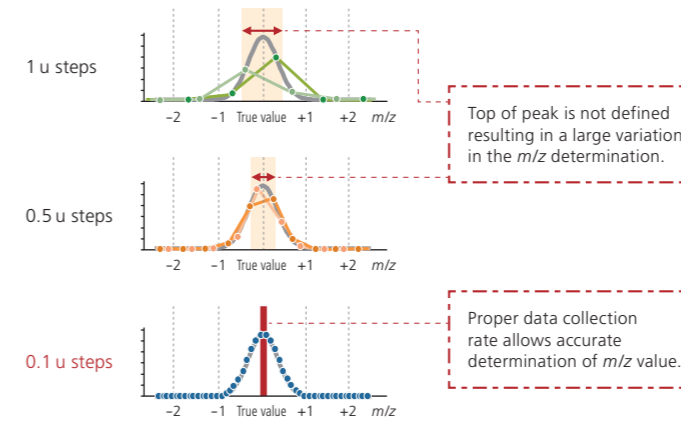 1 u steps
−2 −1 True value +1 +2 m/z
Top of peak is not defined
resulting in a large variation
in the m/z determination.
0.5 u steps
−2 −1 True value +1 +2 m/z
0.1 u steps
−2 −1 True value +1 +2 m/z
Proper data collection
rate allows accurate
determination of m/z value.